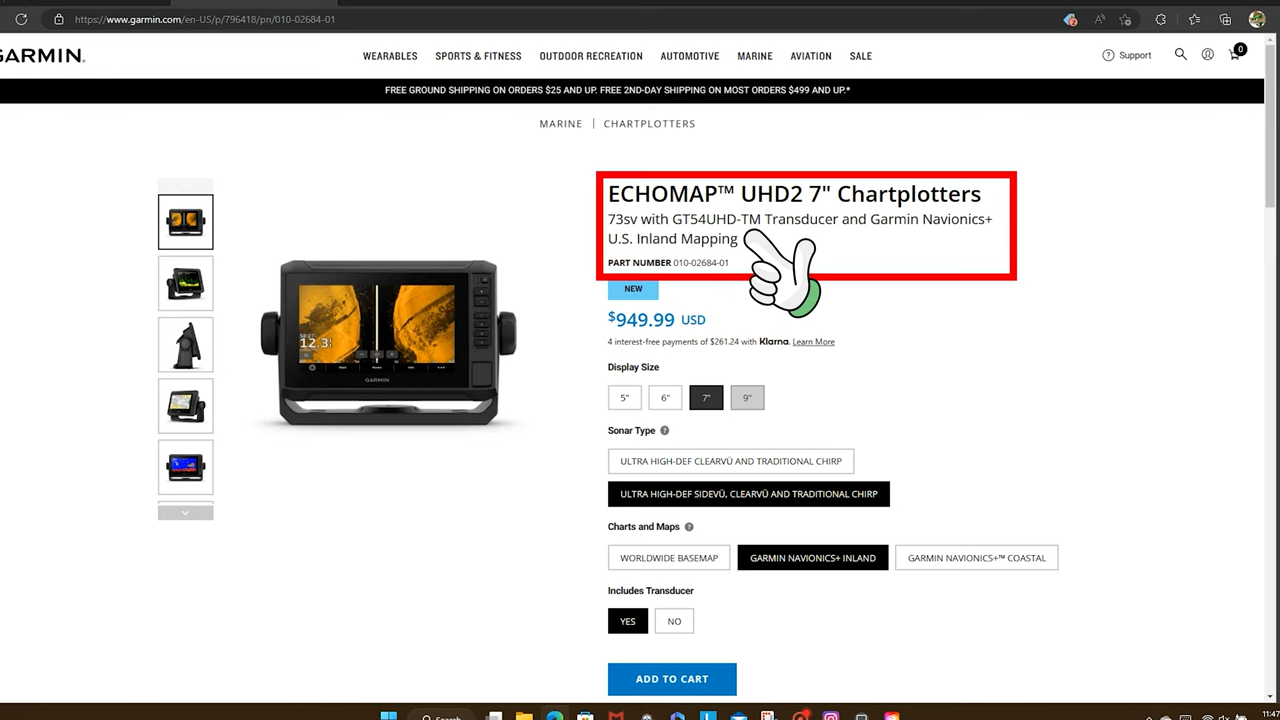 https://www.garmin.com/en-US/p/796418/pn/010-02684-01
GARMIN.
WEARABLES SPORTS & FITNESS OUTDOOR RECREATION AUTOMOTIVE MARINE AVIATION SALE
Support
0
FREE GROUND SHIPPING ON ORDERS $25 AND UP. FREE 2ND-DAY SHIPPING ON MOST ORDERS $499 AND UP.*
MARINE | CHARTPLOTTERS
ECHOMAP™ UHD2 7" Chartplotters
73sv with GT54UHD-TM Transducer and Garmin Navionics+
U.S. Inland Mapping
PART NUMBER 010-02684-01
NEW
$949.99 USD
4 interest-free payments of $261.24 with Klarna. Learn More
Display Size
5" 6" 7" 9"
Sonar Type
ULTRA HIGH-DEF CLEARVÜ AND TRADITIONAL CHIRP
ULTRA HIGH-DEF SIDEVÜ, CLEARVÜ AND TRADITIONAL CHIRP
Charts and Maps
WORLDWIDE BASEMAP GARMIN NAVIONICS+ INLAND GARMIN NAVIONICS+™ COASTAL
Includes Transducer
YES NO
ADD TO CART
12.3
GARMIN
Search
11:47